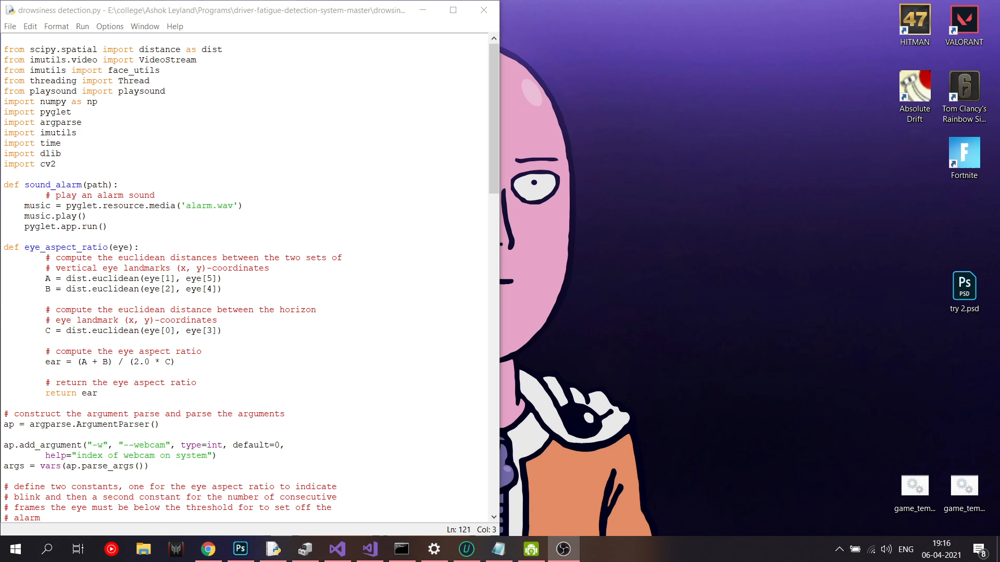 drowsiness detection.py - E:\college\Ashok Leyland\Programs\driver-fatigue-detection-system-master\drowsin...
File Edit Format Run Options Window Help
from scipy.spatial import distance as dist
from imutils.video import VideoStream
from imutils import face_utils
from threading import Thread
from playsound import playsound
import numpy as np
import pyglet
import argparse
import imutils
import time
import dlib
import cv2
def sound_alarm(path):
# play an alarm sound
music = pyglet.resource.media('alarm.wav')
music.play()
pyglet.app.run()
def eye_aspect_ratio(eye):
# compute the euclidean distances between the two sets of
# vertical eye landmarks (x, y)-coordinates
A = dist.euclidean(eye[1], eye[5])
B = dist.euclidean(eye[2], eye[4])
# compute the euclidean distance between the horizon
# eye landmark (x, y)-coordinates
C = dist.euclidean(eye[0], eye[3])
# compute the eye aspect ratio
ear = (A + B) / (2.0 * C)
# return the eye aspect ratio
return ear
# construct the argument parse and parse the arguments
ap = argparse.ArgumentParser()
ap.add_argument("-w", "--webcam", type=int, default=0,
help="index of webcam on system")
args = vars(ap.parse_args())
# define two constants, one for the eye aspect ratio to indicate
# blink and then a second constant for the number of consecutive
# frames the eye must be below the threshold for to set off the
# alarm
Ln: 121 Col: 3
47
HITMAN
VALORANT
Absolute
Drift
6
Tom Clancy's
Rainbow Si...
F
Fortnite
Ps
PSD
try 2.psd
game_tem...
game_tem...
Ps
U
ENG
19:16
06-04-2021
8